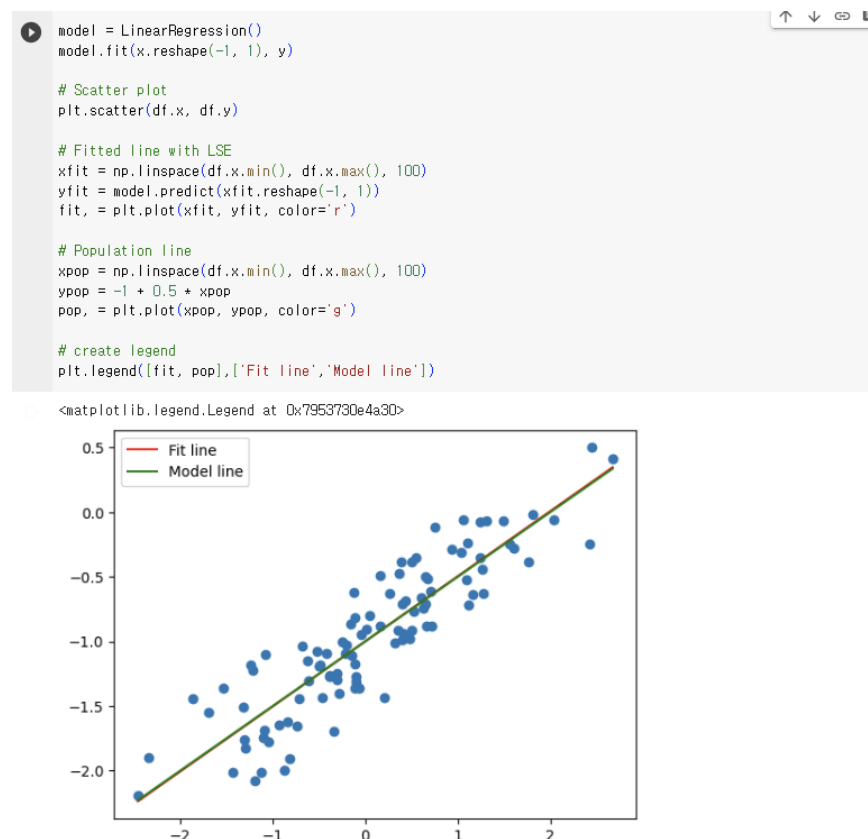 model = LinearRegression()
model.fit(x.reshape(-1, 1), y)
# Scatter plot
plt.scatter(df.x, df.y)
# Fitted line with LSE
xfit = np.linspace(df.x.min(), df.x.max(), 100)
yfit = model.predict(xfit.reshape(-1, 1))
fit, = plt.plot(xfit, yfit, color='r')
# Population line
xpop = np.linspace(df.x.min(), df.x.max(), 100)
ypop = -1 + 0.5 * xpop
pop, = plt.plot(xpop, ypop, color='g')
# create legend
plt.legend([fit, pop],['Fit line','Model line'])
<matplotlib.legend.Legend at 0x7953730e4a30>
Fit line
Model line
0.5
0.0
−0.5
−1.0
−1.5
−2.0
−2 −1 0 1 2